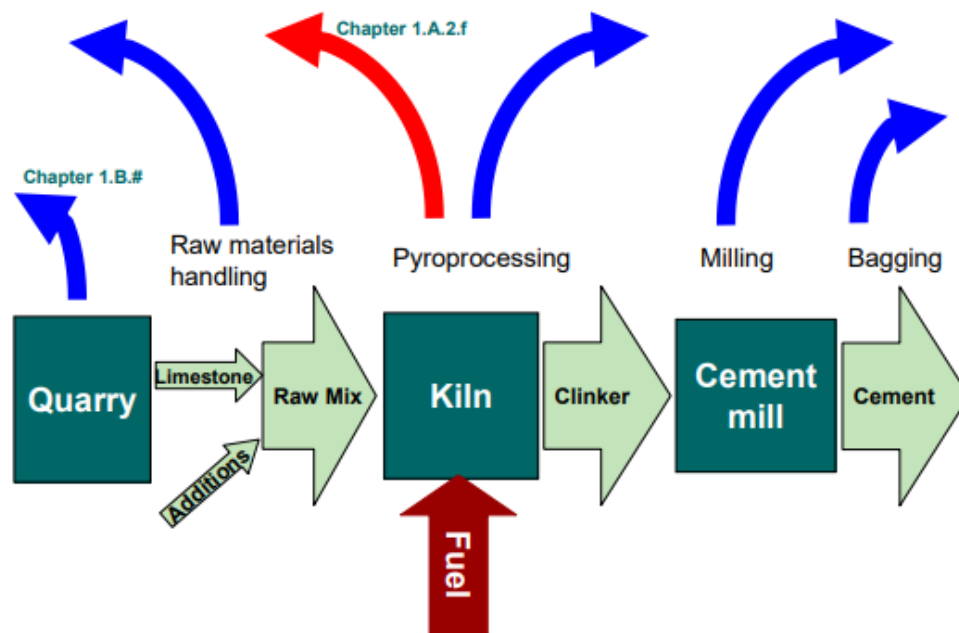 Chapter 1.A.2.f
Chapter 1.B.#
Raw materials
handling
Pyroprocessing
Milling
Bagging
Quarry
Limestone
Additions
Raw Mix
Kiln
Clinker
Cement
mill
Cement
Fuel